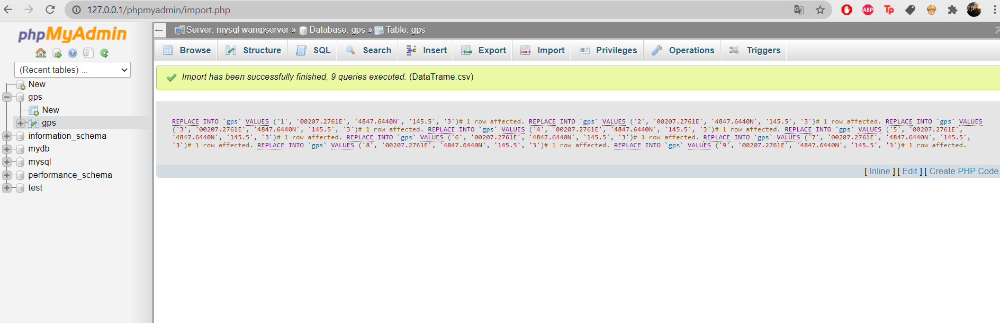 127.0.0.1/phpmyadmin/import.php
ABP
Tp
phpMyAdmin
(Recent tables) ...
New
gps
New
gps
information_schema
mydb
mysql
performance_schema
test
Server: mysql wampserver » Database: gps » Table: gps
Browse Structure SQL Search Insert Export Import Privileges Operations Triggers
Import has been successfully finished, 9 queries executed. (DataTrame.csv)
REPLACE INTO `gps` VALUES ('1', '00207.2761E', '4847.6440N', '145.5', '3')# 1 row affected. REPLACE INTO `gps` VALUES ('2', '00207.2761E', '4847.6440N', '145.5', '3')# 1 row affected. REPLACE INTO `gps` VALUES
('3', '00207.2761E', '4847.6440N', '145.5', '3')# 1 row affected. REPLACE INTO `gps` VALUES ('4', '00207.2761E', '4847.6440N', '145.5', '3')# 1 row affected. REPLACE INTO `gps` VALUES ('5', '00207.2761E',
'4847.6440N', '145.5', '3')# 1 row affected. REPLACE INTO `gps` VALUES ('6', '00207.2761E', '4847.6440N', '145.5', '3')# 1 row affected. REPLACE INTO `gps` VALUES ('7', '00207.2761E', '4847.6440N', '145.5',
'3')# 1 row affected. REPLACE INTO `gps` VALUES ('8', '00207.2761E', '4847.6440N', '145.5', '3')# 1 row affected. REPLACE INTO `gps` VALUES ('9', '00207.2761E', '4847.6440N', '145.5', '3')# 1 row affected.
[ Inline ] [ Edit ] [ Create PHP Code